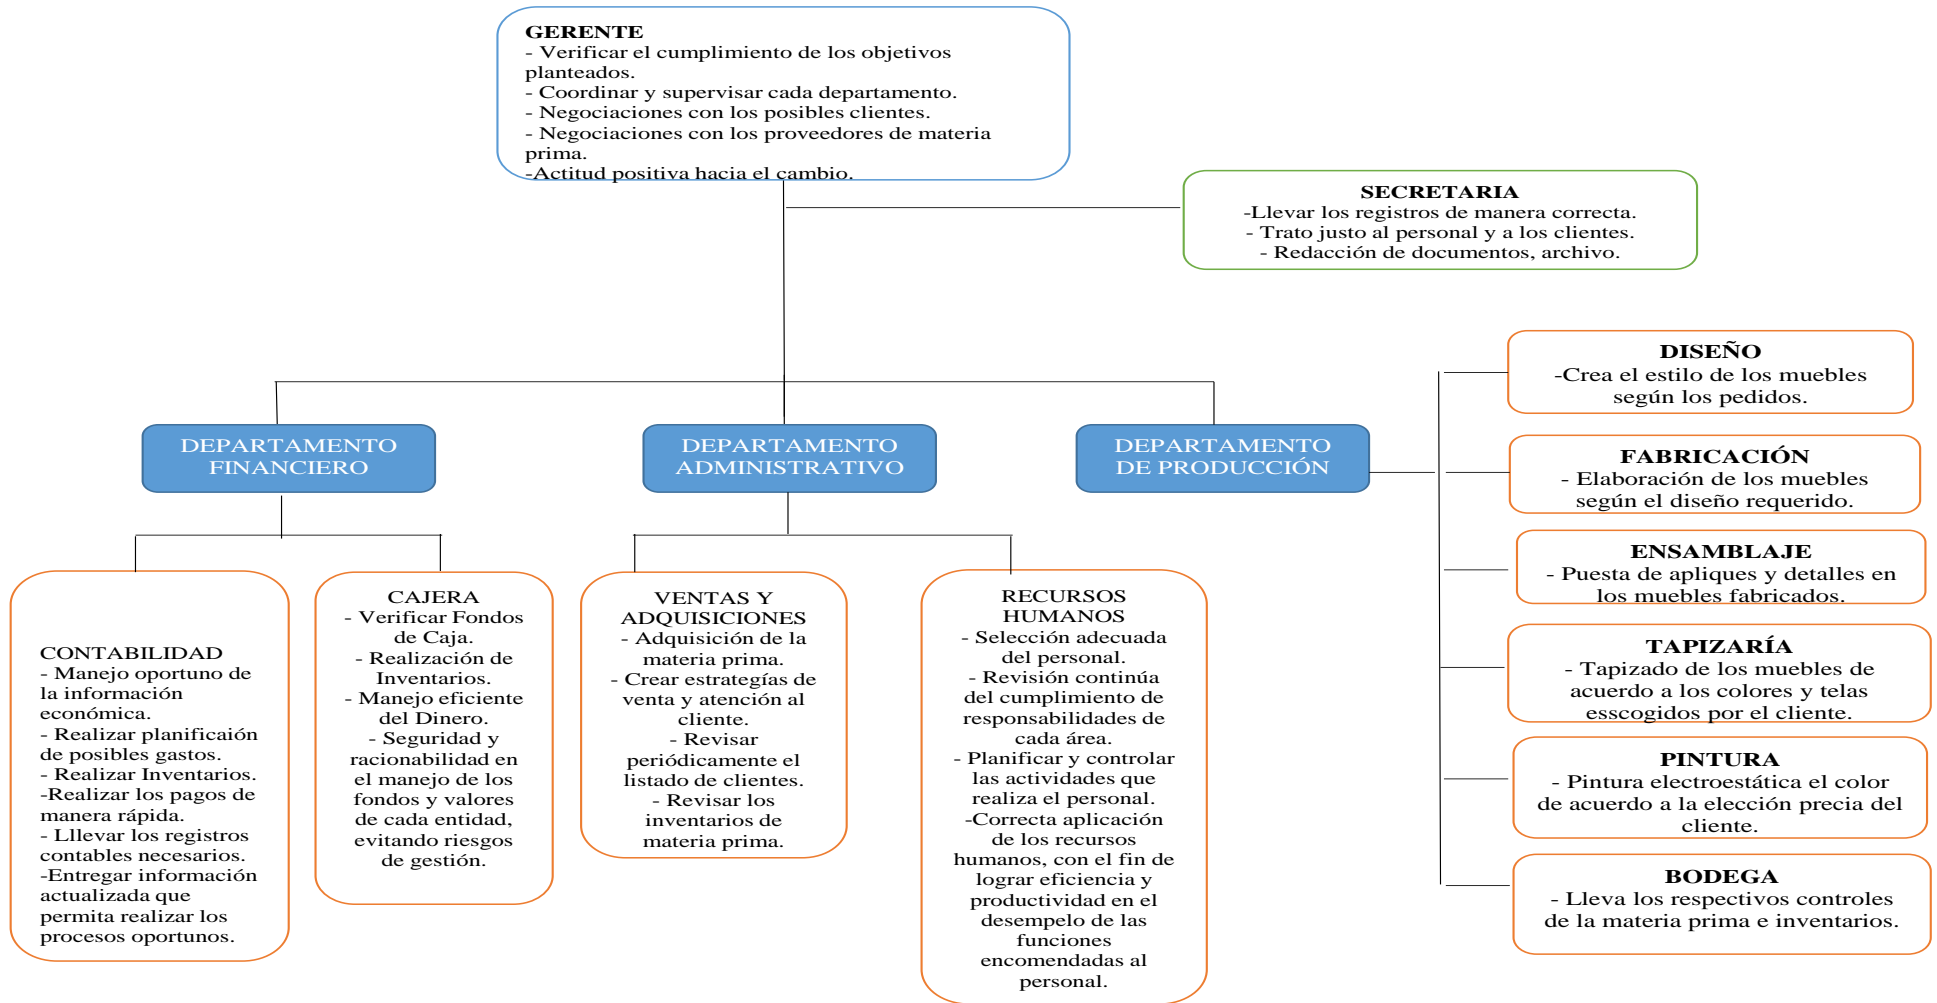 GERENTE
- Verificar el cumplimiento de los objetivos
planteados.
- Coordinar y supervisar cada departamento.
- Negociaciones con los posibles clientes.
- Negociaciones con los proveedores de materia
prima.
-Actitud positiva hacia el cambio.
SECRETARIA
-Llevar los registros de manera correcta.
- Trato justo al personal y a los clientes.
- Redacción de documentos, archivo.
DEPARTAMENTO
FINANCIERO
DEPARTAMENTO
ADMINISTRATIVO
DEPARTAMENTO
DE PRODUCCIÓN
CONTABILIDAD
- Manejo oportuno de
la información
económica.
- Realizar planificaión
de posibles gastos.
- Realizar Inventarios.
-Realizar los pagos de
manera rápida.
- Lllevar los registros
contables necesarios.
-Entregar información
actualizada que
permita realizar los
procesos oportunos.
CAJERA
- Verificar Fondos
de Caja.
- Realización de
Inventarios.
- Manejo eficiente
del Dinero.
- Seguridad y
racionabilidad en
el manejo de los
fondos y valores
de cada entidad,
evitando riesgos
de gestión.
VENTAS Y
ADQUISICIONES
- Adquisición de la
materia prima.
- Crear estrategías de
venta y atención al
cliente.
- Revisar
periódicamente el
listado de clientes.
- Revisar los
inventarios de
materia prima.
RECURSOS
HUMANOS
- Selección adecuada
del personal.
- Revisión continúa
del cumplimiento de
responsabilidades de
cada área.
- Planificar y controlar
las actividades que
realiza el personal.
-Correcta aplicación
de los recursos
humanos, con el fin de
lograr eficiencia y
productividad en el
desempelo de las
funciones
encomendadas al
personal.
DISEÑO
-Crea el estilo de los muebles
según los pedidos.
FABRICACIÓN
- Elaboración de los muebles
según el diseño requerido.
ENSAMBLAJE
- Puesta de apliques y detalles en
los muebles fabricados.
TAPIZARÍA
- Tapizado de los muebles de
acuerdo a los colores y telas
esscogidos por el cliente.
PINTURA
- Pintura electroestática el color
de acuerdo a la elección precia del
cliente.
BODEGA
- Lleva los respectivos controles
de la materia prima e inventarios.